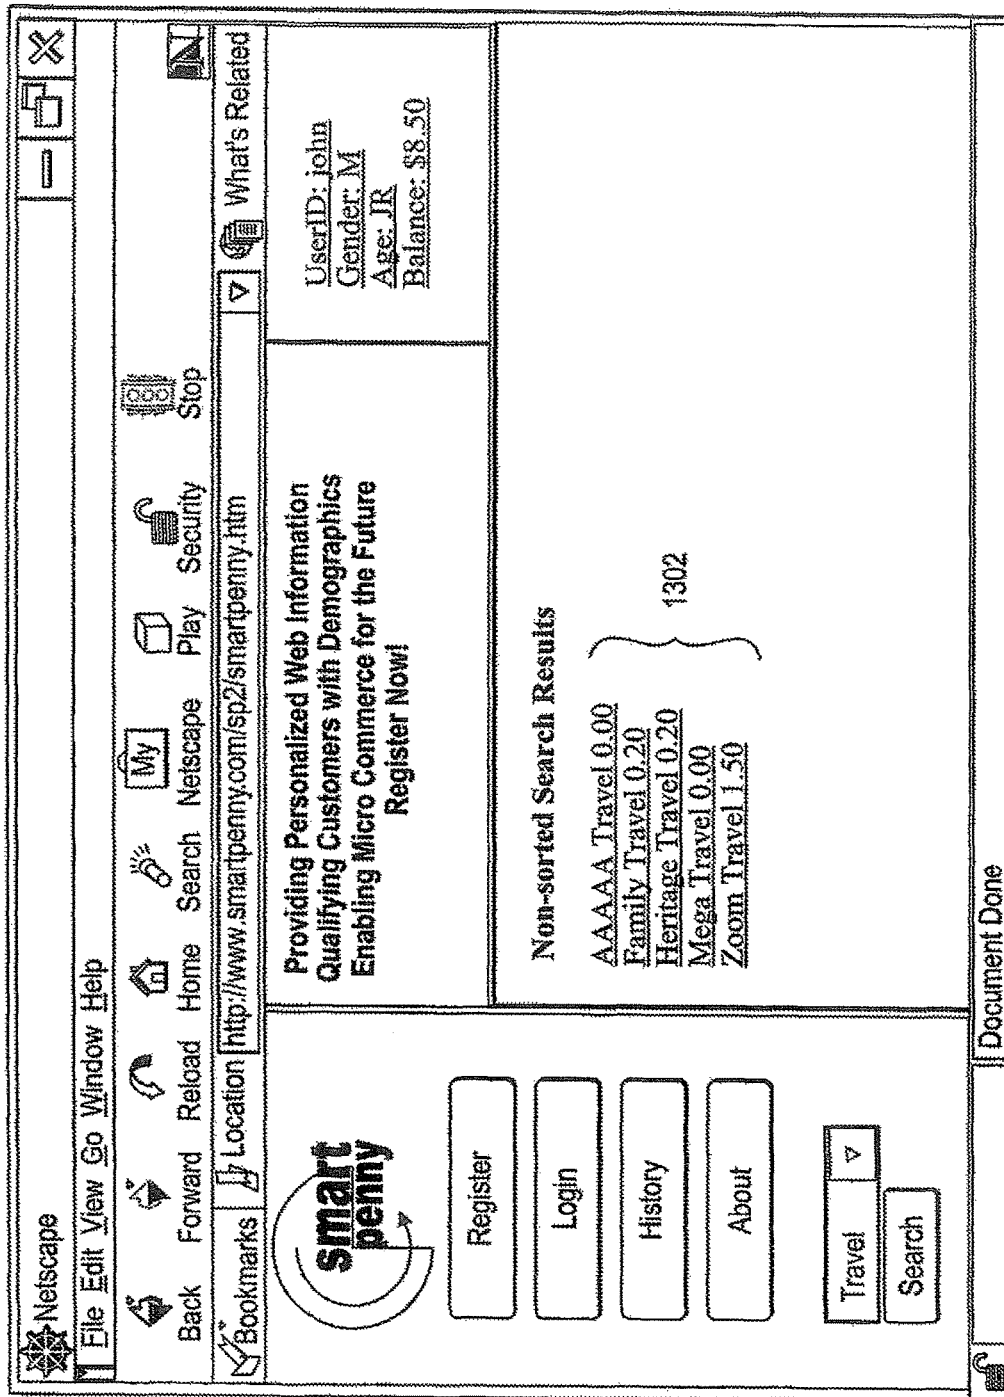 Netscape
File Edit View Go Window Help
Back Forward Reload Home Search Netscape Play Security Stop
My
N
Bookmarks Location http://www.smartpenny.com/sp2/smartpenny.htm What's Related
smart
penny
Register
Login
History
About
Travel
Search
Providing Personalized Web Information
Qualifying Customers with Demographics
Enabling Micro Commerce for the Future
Register Now!
UserID: john
Gender: M
Age: JR
Balance: $8.50
Non-sorted Search Results
AAAAA Travel 0.00
Family Travel 0.20
Heritage Travel 0.20
Mega Travel 0.00
Zoom Travel 1.50
1302
Document Done